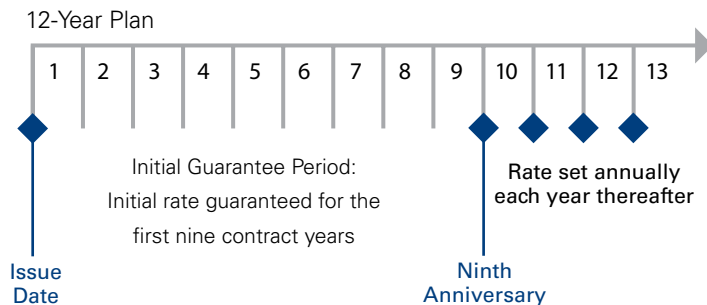 12-Year Plan
1 2 3 4 5 6 7 8 9 10 11 12 13
Initial Guarantee Period:
Initial rate guaranteed for the
first nine contract years
Rate set annually
each year thereafter
Issue
Date
Ninth
Anniversary